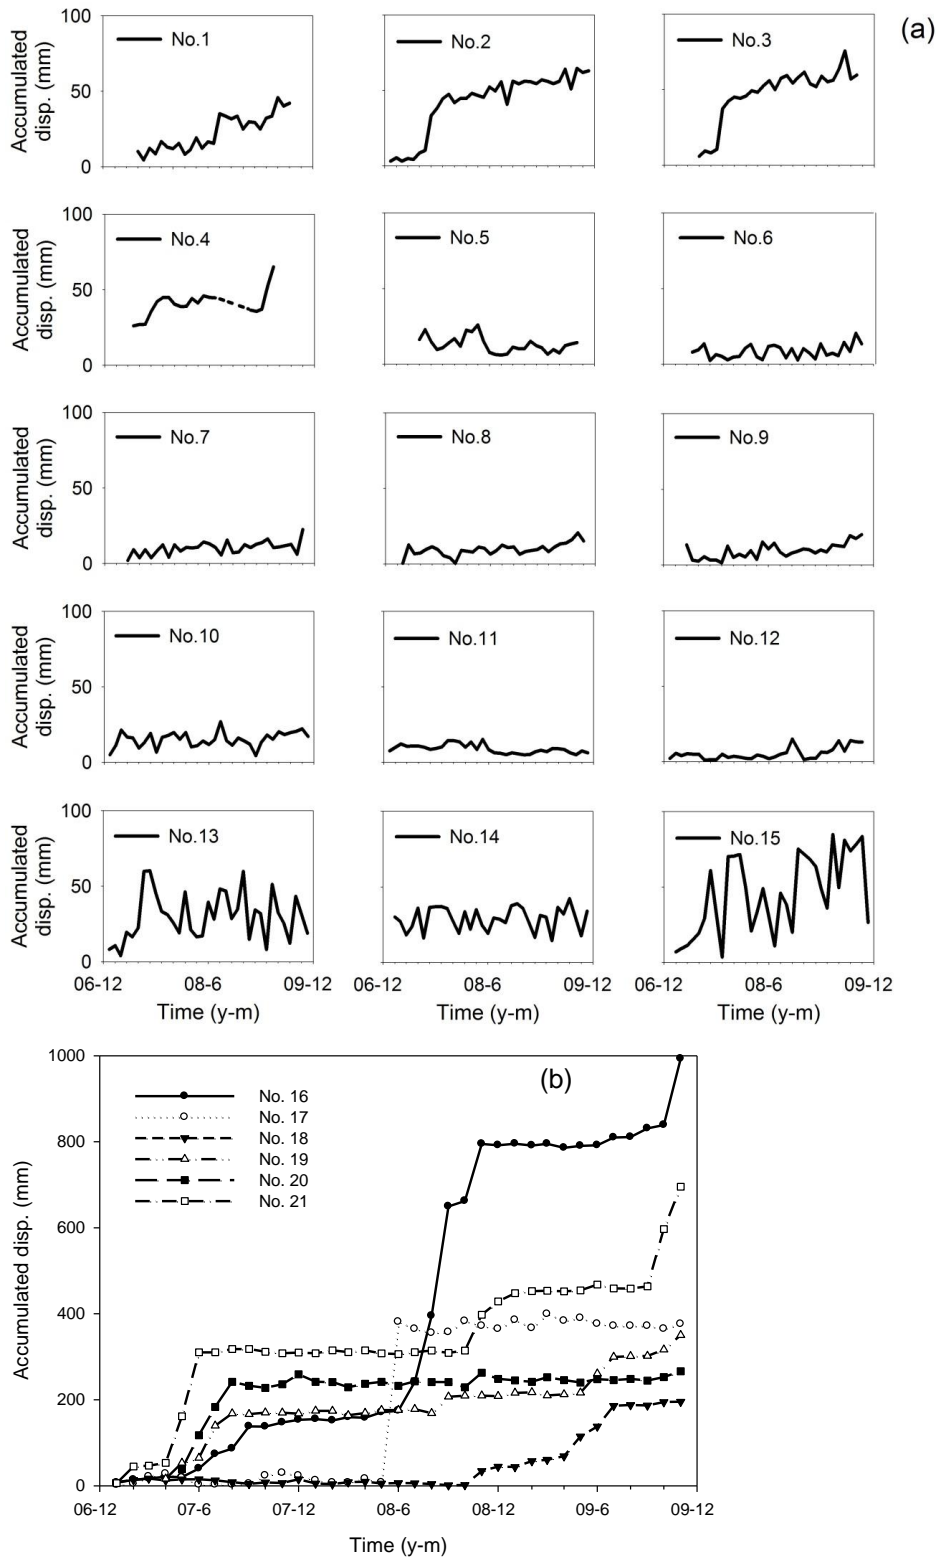 (a)
Accumulated
disp. (mm)
100
50
0
No.1
No.2
No.3
Accumulated
disp. (mm)
100
50
0
No.4
No.5
No.6
Accumulated
disp. (mm)
100
50
0
No.7
No.8
No.9
Accumulated
disp. (mm)
100
50
0
No.10
No.11
No.12
Accumulated
disp. (mm)
100
50
0
No.13
No.14
No.15
06-12 08-6 09-12
06-12 08-6 09-12
06-12 08-6 09-12
Time (y-m)
Time (y-m)
Time (y-m)
(b)
Accumulated disp. (mm)
1000
800
600
400
200
0
No. 16
No. 17
No. 18
No. 19
No. 20
No. 21
06-12 07-6 07-12 08-6 08-12 09-6 09-12
Time (y-m)